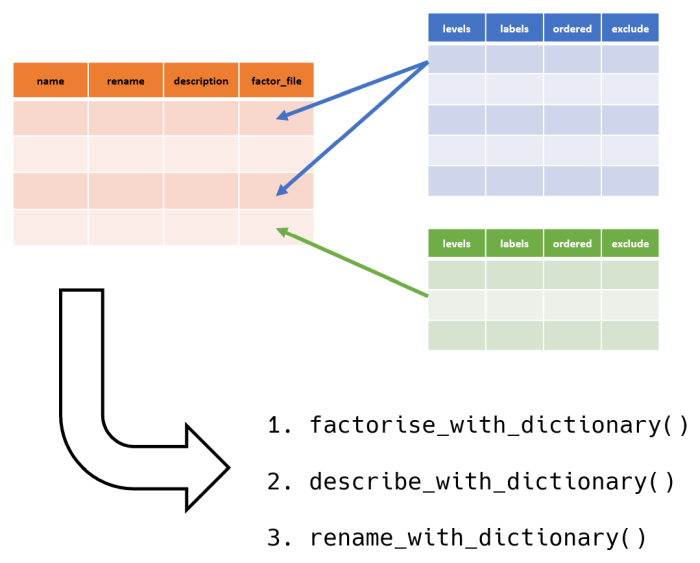 levels labels ordered exclude
name rename description factor_file
levels labels ordered exclude
1. factorise_with_dictionary()
2. describe_with_dictionary()
3. rename_with_dictionary()